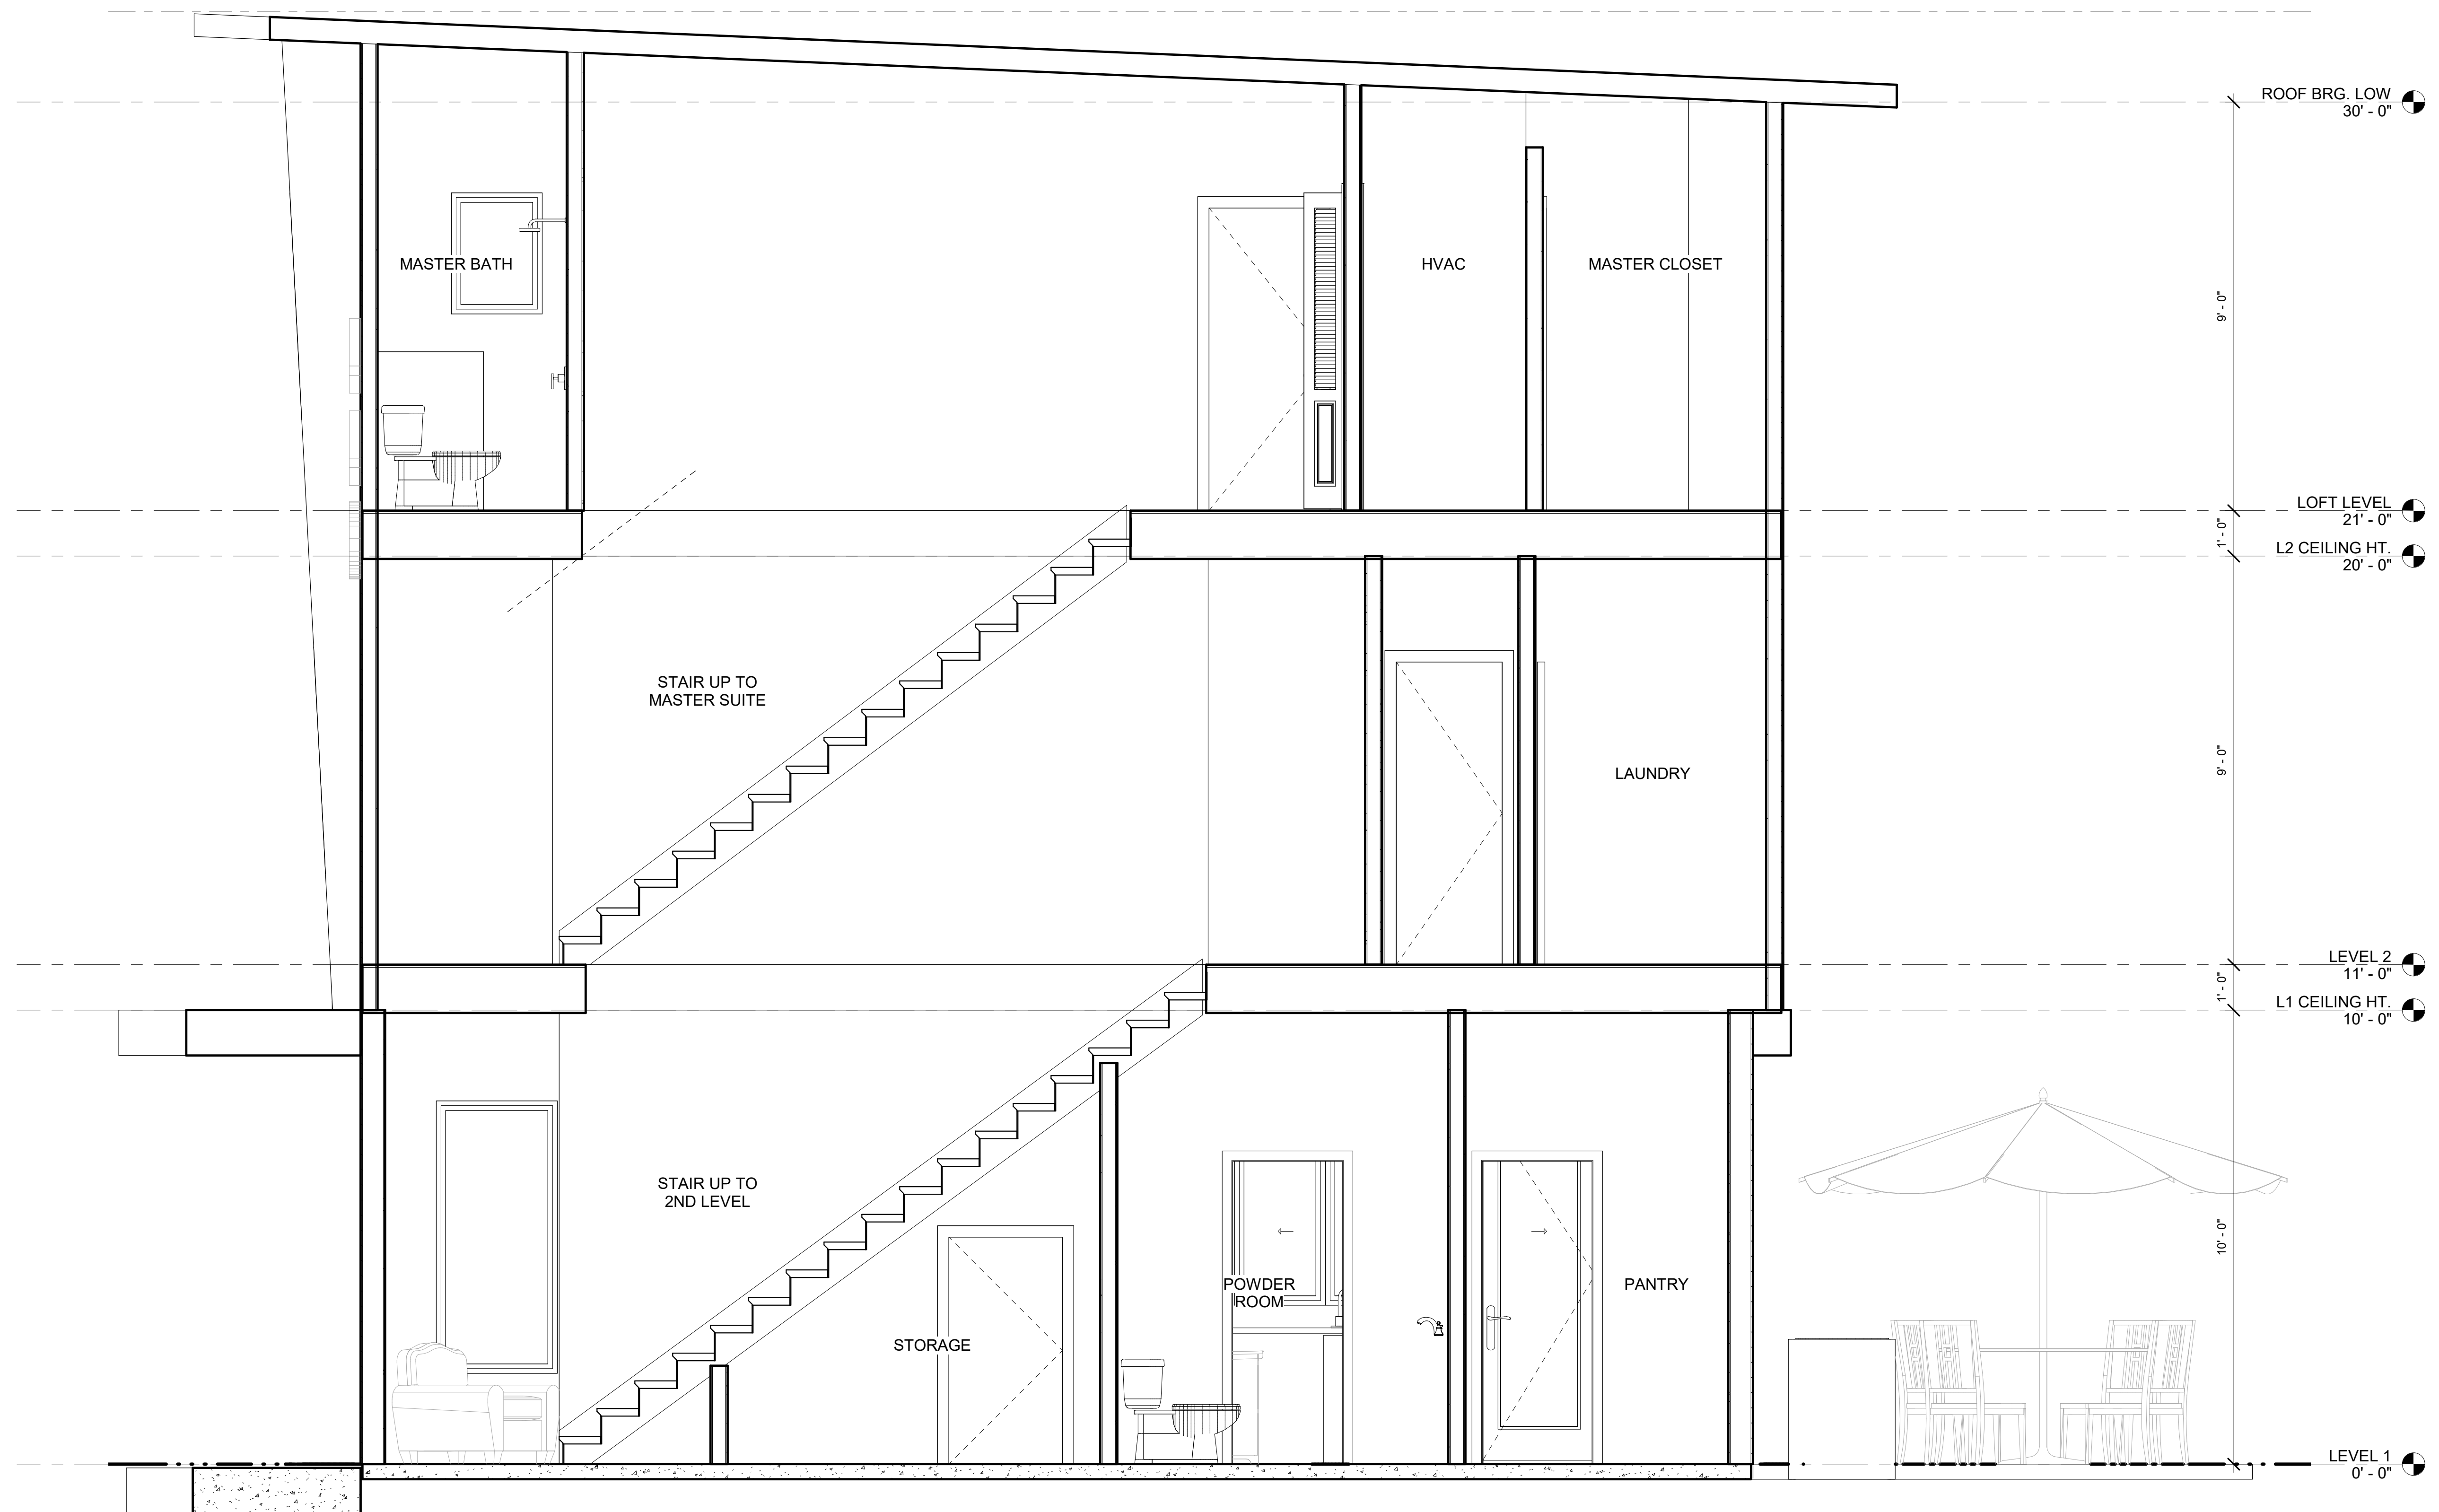 ROOF BRG. LOW
30' - 0"
MASTER BATH
HVAC
MASTER CLOSET
9' - 0"
LOFT LEVEL
21' - 0"
1' - 0"
L2 CEILING HT.
20' - 0"
STAIR UP TO
MASTER SUITE
LAUNDRY
9' - 0"
LEVEL 2
11' - 0"
1' - 0"
L1 CEILING HT.
10' - 0"
STAIR UP TO
2ND LEVEL
10' - 0"
POWDER
ROOM
PANTRY
STORAGE
LEVEL 1
0' - 0"